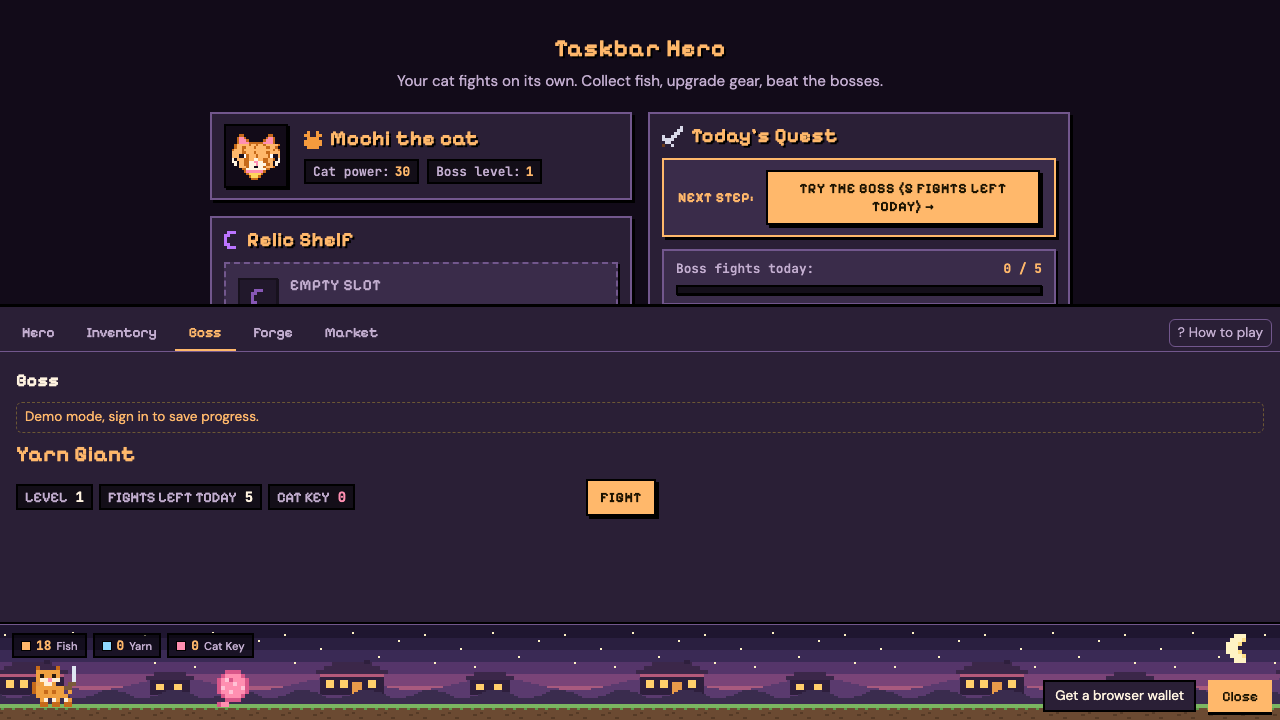 Taskbar Hero
Your cat fights on its own. Collect fish, upgrade gear, beat the bosses.
Mochi the cat
Cat power: 30
Boss level: 1
Relic Shelf
EMPTY SLOT
Today's Quest
NEXT STEP:
TRY THE BOSS (5 FIGHTS LEFT
TODAY) →
Boss fights today:
0 / 5
Hero
Inventory
Boss
Forge
Market
? How to play
Boss
Demo mode, sign in to save progress.
Yarn Giant
LEVEL 1
FIGHTS LEFT TODAY 5
CAT KEY 0
FIGHT
18 Fish
0 Yarn
0 Cat Key
Get a browser wallet
Close